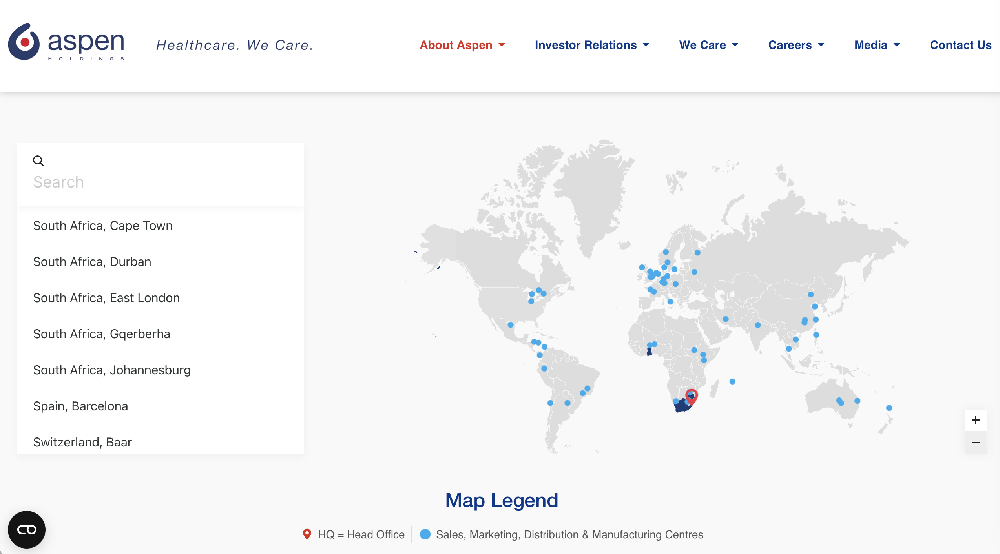 aspen
HOLDINGS
Healthcare. We Care.
About Aspen
Investor Relations
We Care
Careers
Media
Contact Us
Search
South Africa, Cape Town
South Africa, Durban
South Africa, East London
South Africa, Gqerberha
South Africa, Johannesburg
Spain, Barcelona
Switzerland, Baar
+
−
Map Legend
HQ = Head Office
Sales, Marketing, Distribution & Manufacturing Centres